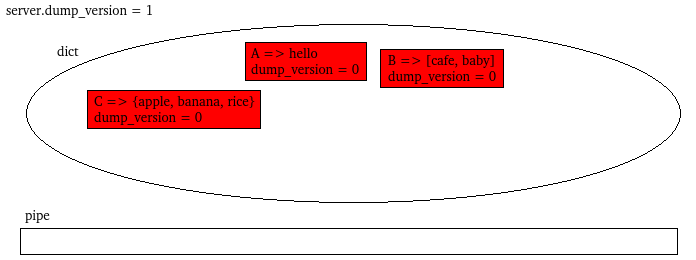 server.dump_version = 1
dict
A => hello
dump_version = 0
B => [cafe, baby]
dump_version = 0
C => {apple, banana, rice}
dump_version = 0
pipe